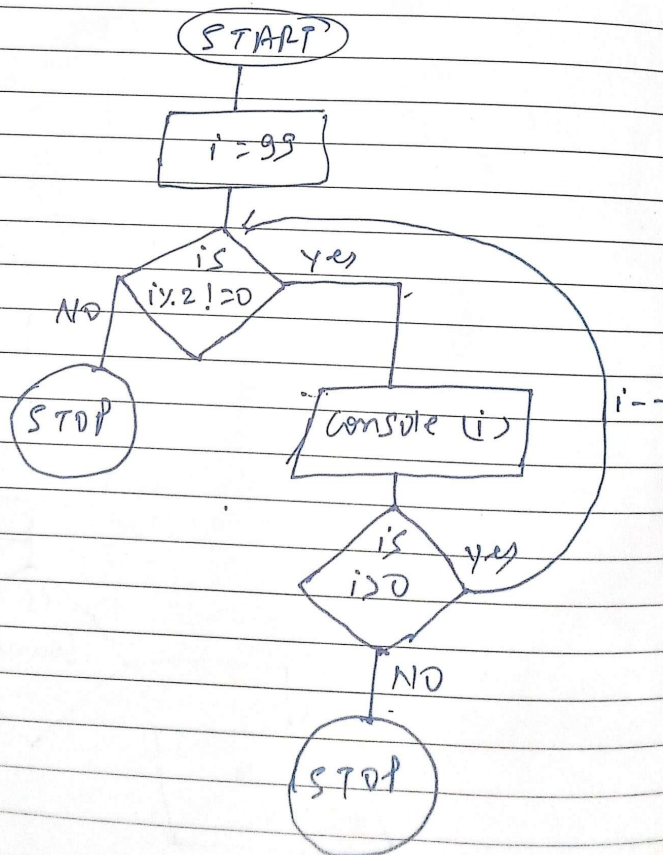 START
i = 99
is
i%2!=0
yes
NO
STOP
console (i)
i--
is
i>0
yes
NO
STOP